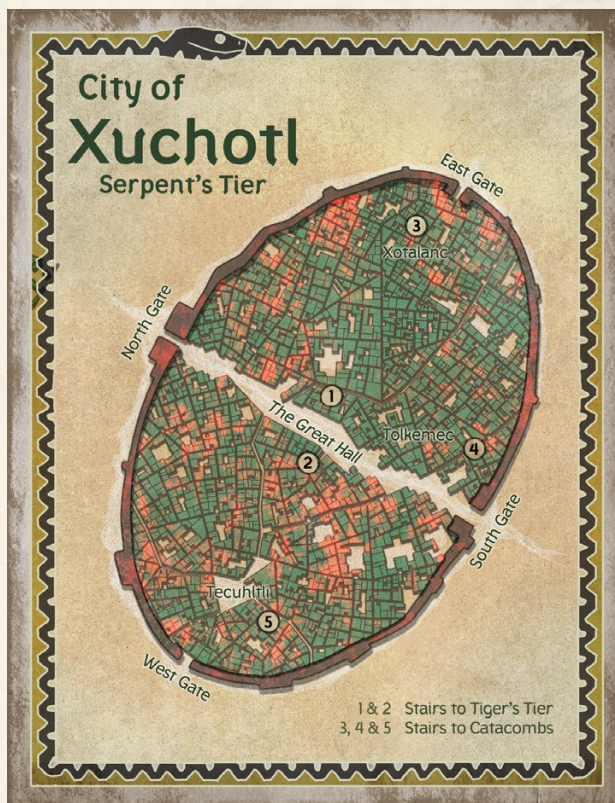 City of
Xuchotl
Serpent's Tier
East Gate
3
Xotalanc
North Gate
1
The Great Hall
Tolkemec
4
2
South Gate
Tecuhltli
5
West Gate
1 & 2 Stairs to Tiger's Tier
3, 4 & 5 Stairs to Catacombs